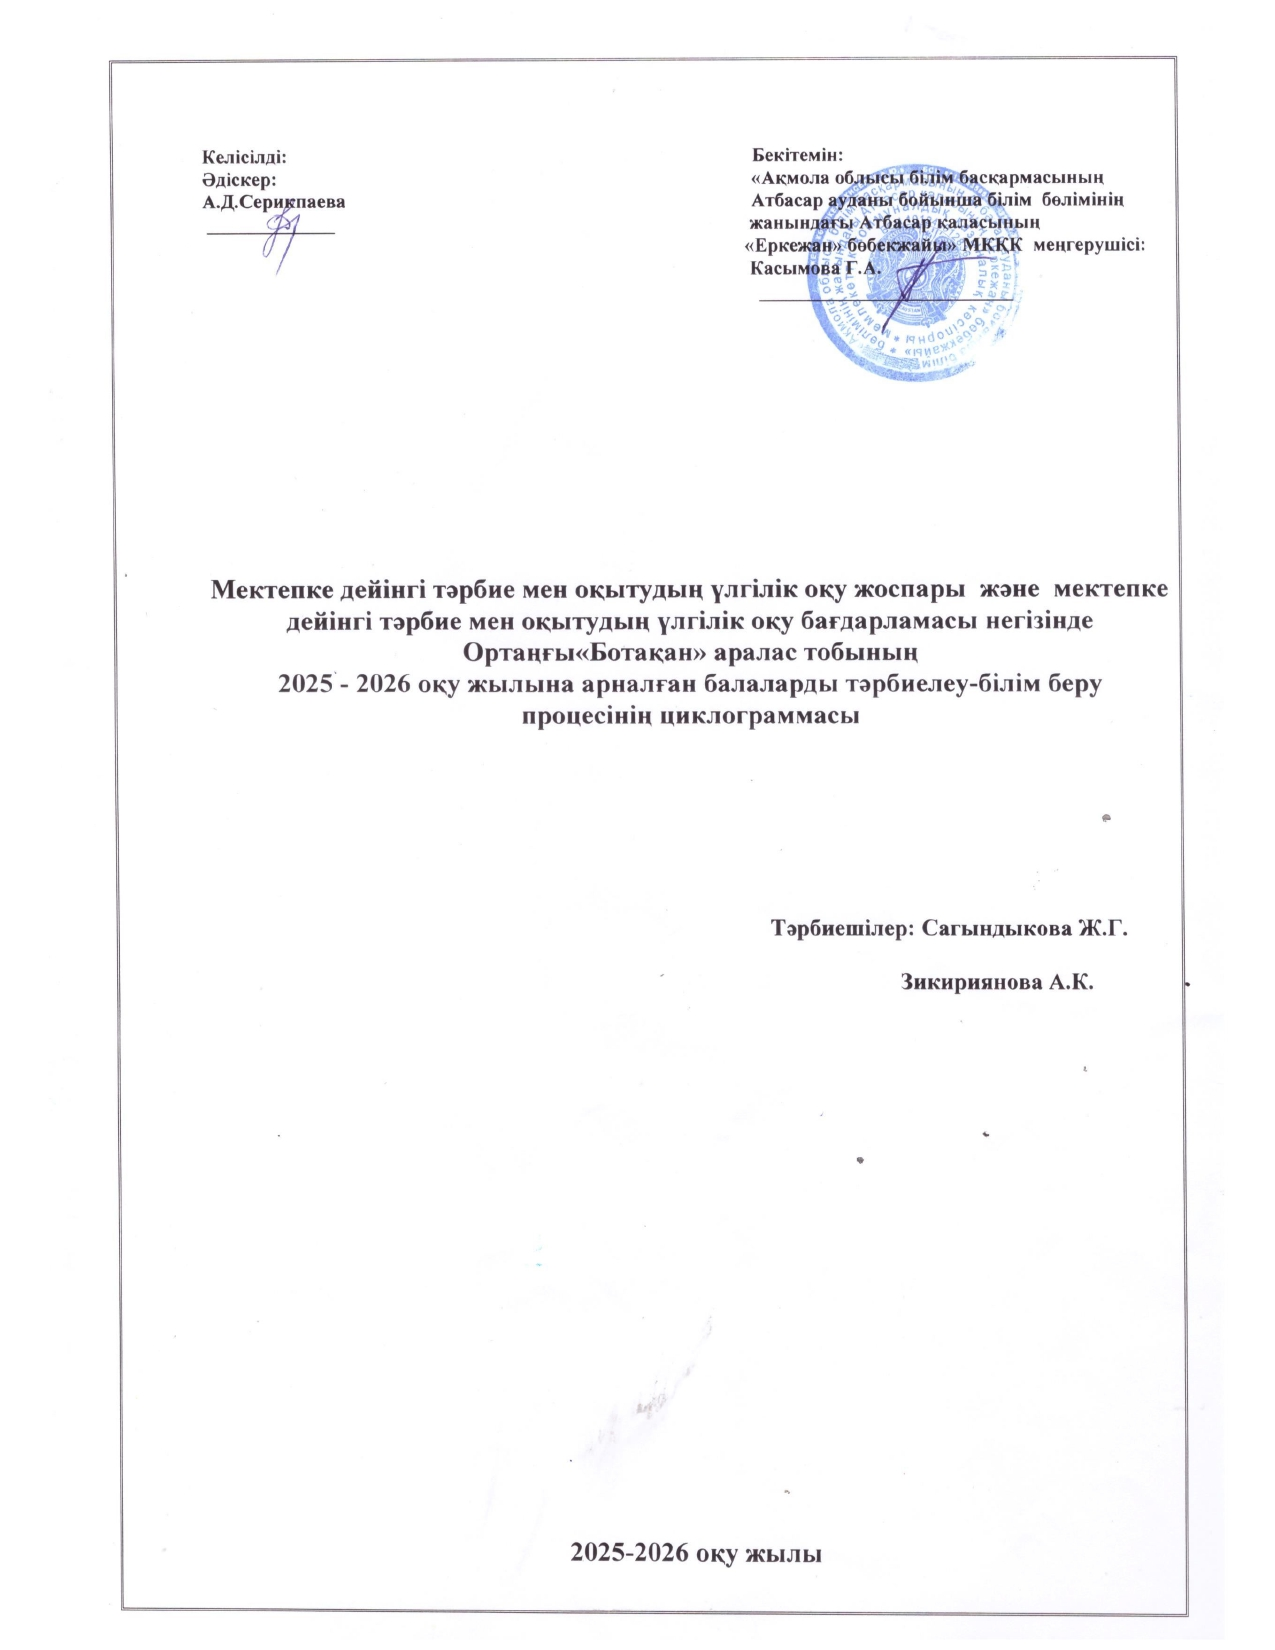 Келісілді:
Әдіскер:
А.Д.Серикпаева
Бекітемін:
«Ақмола облысы білім басқармасының
Атбасар ауданы бойынша білім бөлімінің
жанындағы Атбасар қаласының
«Еркежан» бөбекжайы» МКҚК меңгерушісі:
Касымова Г.А.
Мектепке дейінгі тәрбие мен оқытудың үлгілік оқу жоспары және мектепке
дейінгі тәрбие мен оқытудың үлгілік оқу бағдарламасы негізінде
Ортаңғы«Ботақан» аралас тобының
2025 - 2026 оқу жылына арналған балаларды тәрбиелеу-білім беру
процесінің циклограммасы
Тәрбиешілер: Сагындыкова Ж.Г.
Зикириянова А.К.
2025-2026 оқу жылы